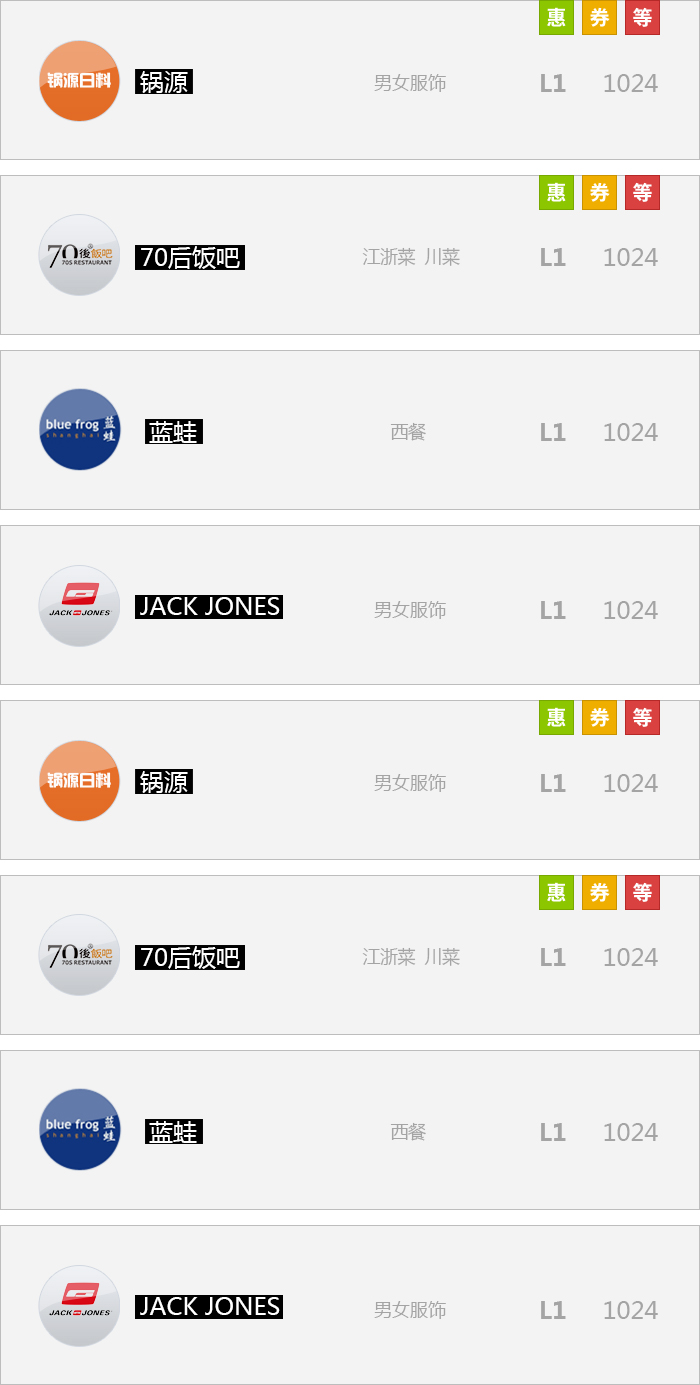 惠 券 等
锅源日料 锅源 男女服饰 L1 1024
惠 券 等
70後饭吧 70后饭吧 江浙菜 川菜 L1 1024
70S RESTAURANT
blue frog 蓝蛙 蓝蛙 西餐 L1 1024
shanghai
JACK JONES JACK JONES 男女服饰 L1 1024
惠 券 等
锅源日料 锅源 男女服饰 L1 1024
惠 券 等
70後饭吧 70后饭吧 江浙菜 川菜 L1 1024
70S RESTAURANT
blue frog 蓝蛙 蓝蛙 西餐 L1 1024
shanghai
JACK JONES JACK JONES 男女服饰 L1 1024